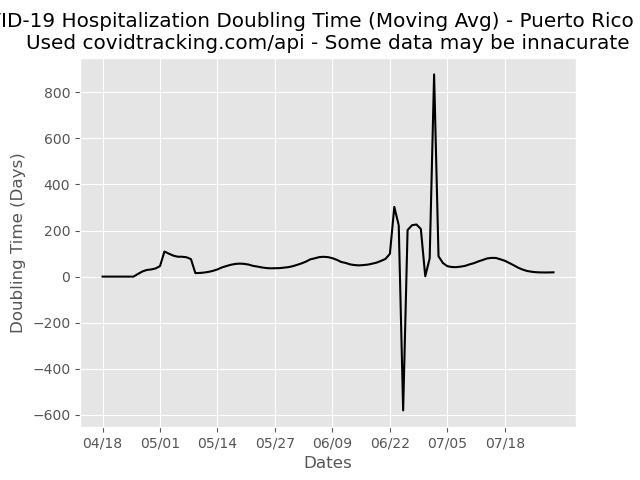 ID-19 Hospitalization Doubling Time (Moving Avg) - Puerto Rico
Used covidtracking.com/api - Some data may be innacurate
Doubling Time (Days)
800
600
400
200
0
−200
−400
−600
04/18 05/01 05/14 05/27 06/09 06/22 07/05 07/18
Dates